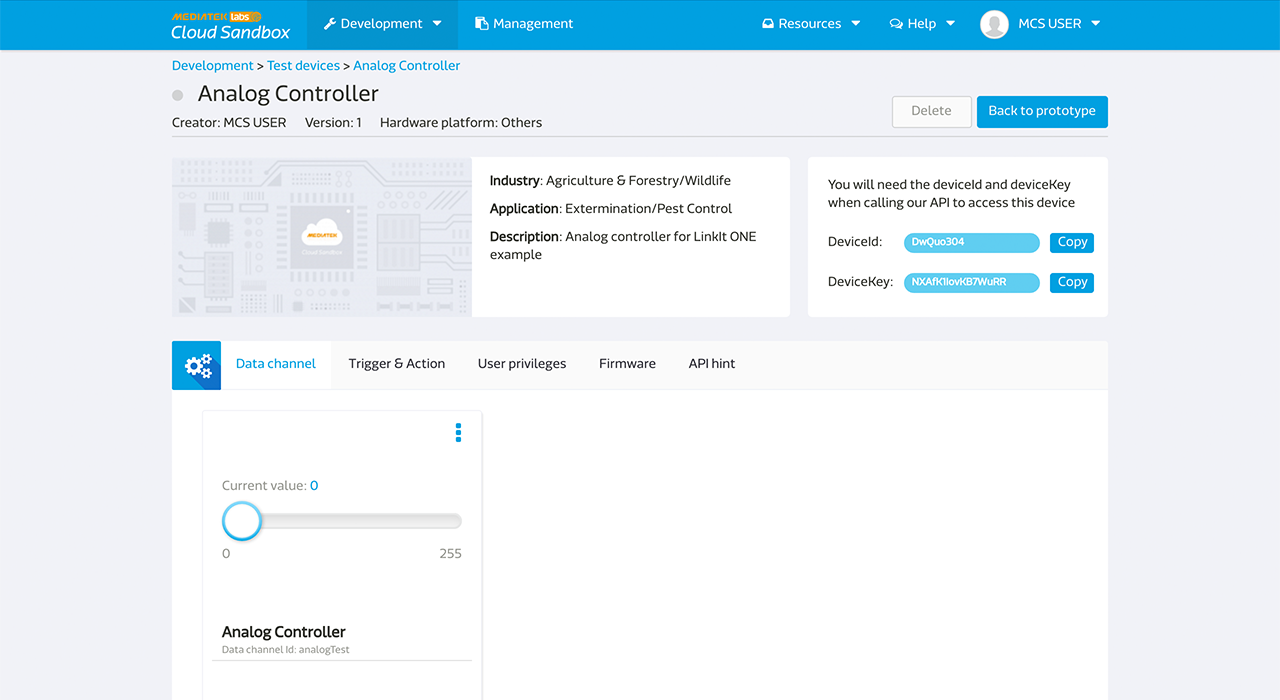 MEDIATEK labs
Cloud Sandbox
Development
Management
Resources
Help
MCS USER
Development > Test devices > Analog Controller
Analog Controller
Creator: MCS USER Version: 1 Hardware platform: Others
Delete
Back to prototype
MEDIATEK
Cloud Sandbox
Industry: Agriculture & Forestry/Wildlife
Application: Extermination/Pest Control
Description: Analog controller for LinkIt ONE
example
You will need the deviceId and deviceKey
when calling our API to access this device
DeviceId: DwQuo304 Copy
DeviceKey: NXAfK1IovKB7WuRR Copy
Data channel
Trigger & Action
User privileges
Firmware
API hint
Current value: 0
0 255
Analog Controller
Data channel Id: analogTest